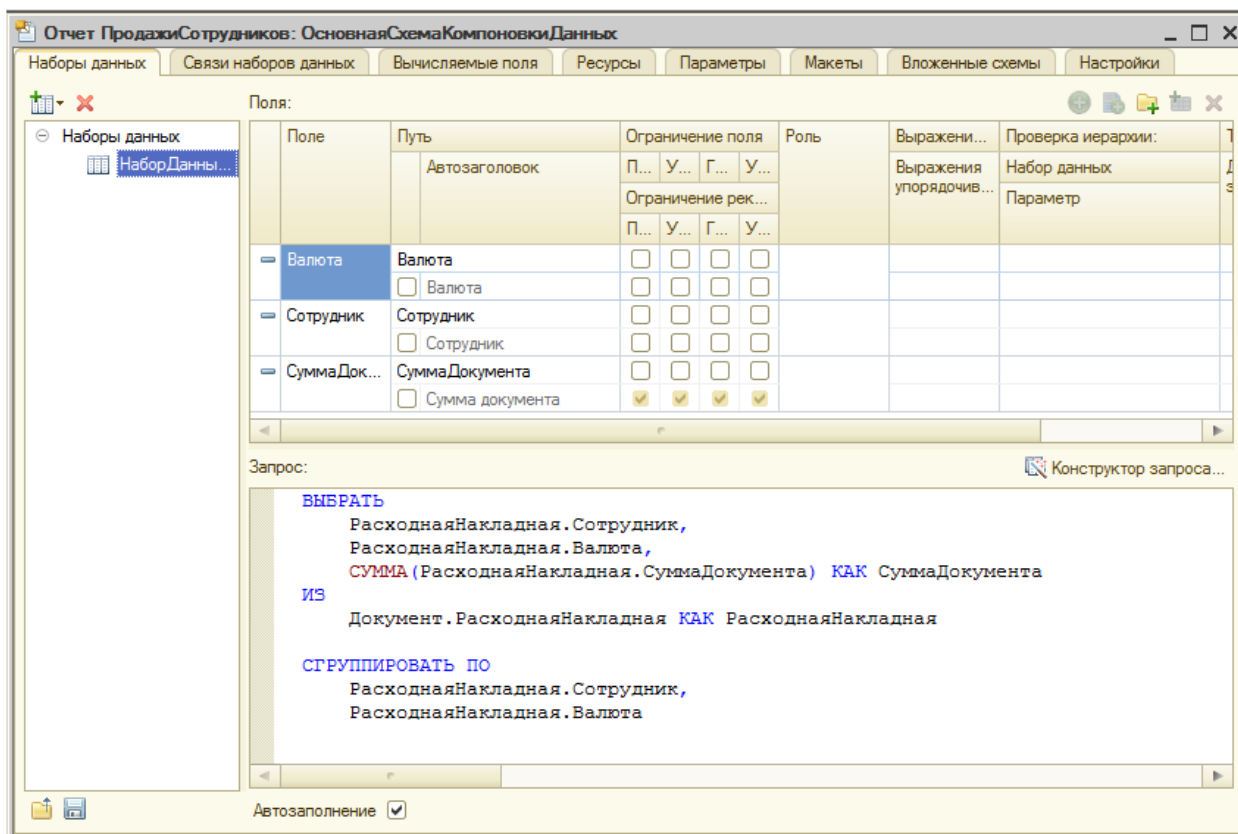 Отчет ПродажиСотрудников: ОсновнаяСхемаКомпоновкиДанных
Наборы данных Связи наборов данных Вычисляемые поля Ресурсы Параметры Макеты Вложенные схемы Настройки
Поля:
Наборы данных
НаборДанны...
Поле Путь Ограничение поля Роль Выражени... Проверка иерархии:
Автозаголовок П... У... Г... У... Выражения упорядочив... Набор данных
Ограничение рек... Параметр
П... У... Г... У...
Валюта Валюта
Валюта
Сотрудник Сотрудник
Сотрудник
СуммаДок... СуммаДокумента
Сумма документа
Запрос: Конструктор запроса...
ВЫБРАТЬ
РасходнаяНакладная.Сотрудник,
РасходнаяНакладная.Валюта,
СУММА(РасходнаяНакладная.СуммаДокумента) КАК СуммаДокумента
ИЗ
Документ.РасходнаяНакладная КАК РасходнаяНакладная
СГРУППИРОВАТЬ ПО
РасходнаяНакладная.Сотрудник,
РасходнаяНакладная.Валюта
Автозаполнение